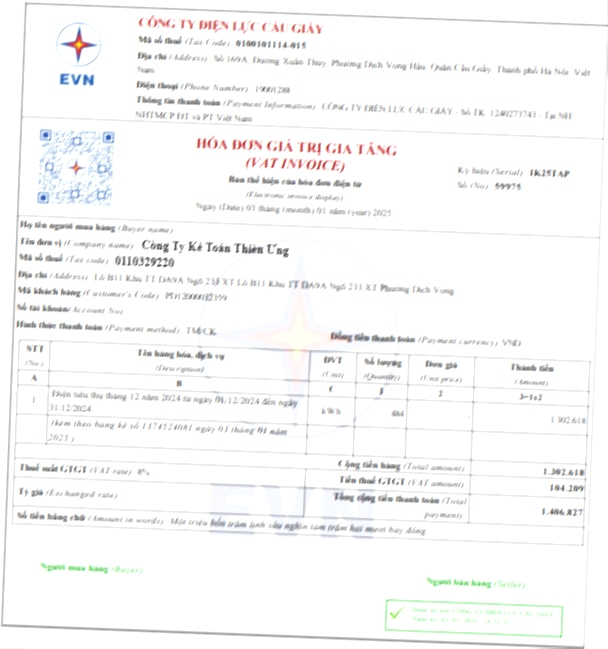 CÔNG TY ĐIỆN LỰC CẦU GIẤY
Mã số thuế (Tax Code) 0100101114-015
Địa chỉ (Address) Số 169A, Đường Xuân Thủy, Phường Dịch Vọng Hậu, Quận Cầu Giấy, Thành phố Hà Nội, Việt
Nam
Điện thoại (Phone Number) 19001288
Thông tin thanh toán (Payment Information) CÔNG TY ĐIỆN LỰC CẦU GIẤY - Số TK: 1240271741 - Tại NH
NHTMCP ĐT và PT Việt Nam
EVN
HÓA ĐƠN GIÁ TRỊ GIA TĂNG
(VAT INVOICE)
Bản thể hiện của hóa đơn điện tử
(Electronic invoice display)
Ngày (Date) 03 tháng (month) 01 năm (year) 2025
Ký hiệu (Serial) 1K25TAP
Số (No) 59975
Họ tên người mua hàng (Buyer name)
Tên đơn vị (Company name) Công Ty Kế Toán Thiên Ưng
Mã số thuế (Tax code) 0110329220
Địa chỉ (Address) Lô B11 Khu TT DA9A Ngõ 233 XT Lô B11 Khu TT DA9A Ngõ 233 XT Phường Dịch Vọng
Mã khách hàng (Customer's Code)
Số tài khoản (Account No)
Hình thức thanh toán (Payment method) TM/CK
Đồng tiền thanh toán (Payment currency) VND
STT (No.) Tên hàng hóa, dịch vụ (Description) ĐVT (Unit) Số lượng (Quantity) Đơn giá (Unit price) Thành tiền (Amount)
A B C 1 2 3=1x2
1 Điện tiêu thụ tháng 12 năm 2024 từ ngày 01/12/2024 đến ngày 31/12/2024 kWh 484 1.302.618
(kèm theo bảng kê số 1174524081 ngày 03 tháng 01 năm
2025)
Cộng tiền hàng (Total amount) 1.302.618
Thuế suất GTGT (VAT rate) 8% Tiền thuế GTGT (VAT amount) 104.209
Tỷ giá (Exchanged rate) Tổng cộng tiền thanh toán (Total payment) 1.406.827
Số tiền bằng chữ (Amount in words) Một triệu bốn trăm linh sáu nghìn tám trăm hai mươi bảy đồng
EVN
Người mua hàng (Buyer)
Người bán hàng (Seller)